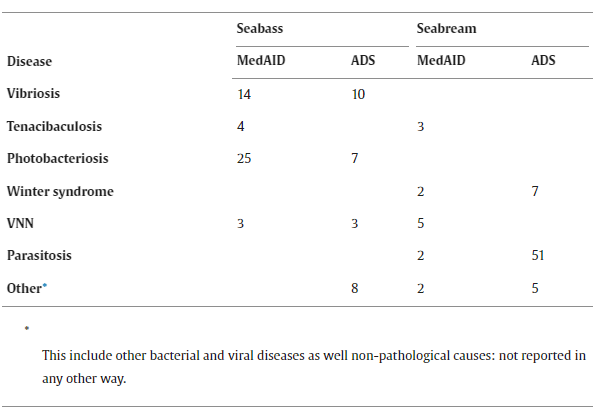 Seabass Seabream
Disease MedAID ADS MedAID ADS
Vibriosis 14 10
Tenacibaculosis 4 3
Photobacteriosis 25 7
Winter syndrome 2 7
VNN 3 3 5
Parasitosis 2 51
Other* 8 2 5
*
This include other bacterial and viral diseases as well non-pathological causes: not reported in
any other way.